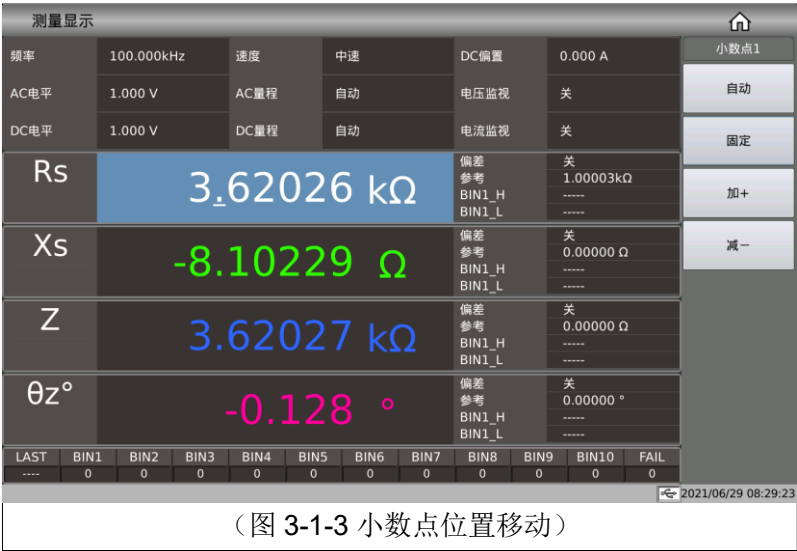 测量显示
小数点1
频率 100.000kHz 速度 中速 DC偏置 0.000 A
AC电平 1.000 V AC量程 自动 电压监视 关
DC电平 1.000 V DC量程 自动 电流监视 关
自动
固定
加+
减－
Rs 3.62026 kΩ
偏差 关
参考 1.00003kΩ
BIN1_H -----
BIN1_L -----
Xs -8.10229 Ω
偏差 关
参考 0.00000 Ω
BIN1_H -----
BIN1_L -----
Z 3.62027 kΩ
偏差 关
参考 0.00000 Ω
BIN1_H -----
BIN1_L -----
θz° -0.128 °
偏差 关
参考 0.00000 °
BIN1_H -----
BIN1_L -----
LAST BIN1 BIN2 BIN3 BIN4 BIN5 BIN6 BIN7 BIN8 BIN9 BIN10 FAIL
---- 0 0 0 0 0 0 0 0 0 0 0
2021/06/29 08:29:23
（图 3-1-3 小数点位置移动）